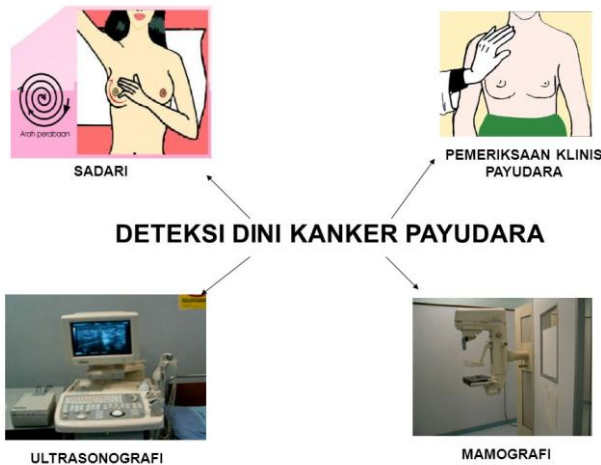 Arah perabaan
SADARI
PEMERIKSAAN KLINIS
PAYUDARA
DETEKSI DINI KANKER PAYUDARA
ULTRASONOGRAFI
MAMOGRAFI